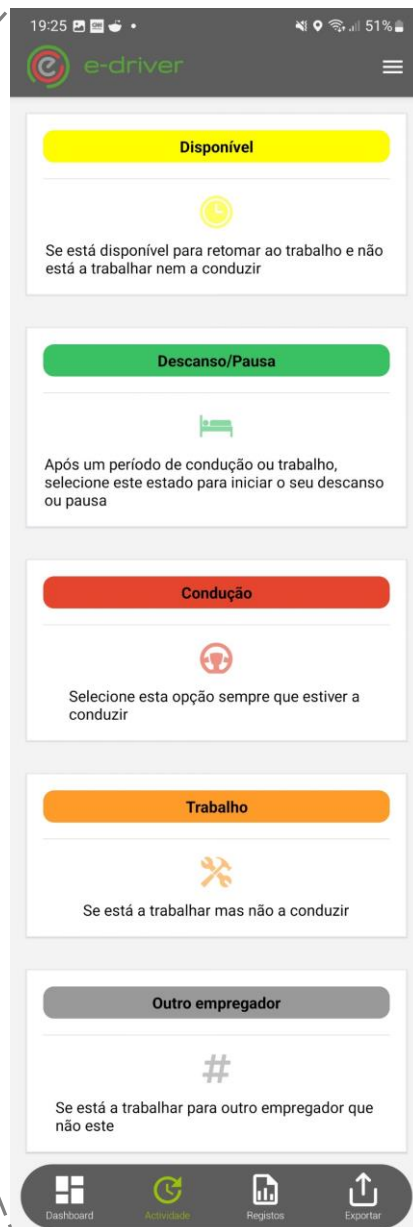 19:25 51%
e-driver
Disponível
Se está disponível para retomar ao trabalho e não
está a trabalhar nem a conduzir
Descanso/Pausa
Após um período de condução ou trabalho,
selecione este estado para iniciar o seu descanso
ou pausa
Condução
Selecione esta opção sempre que estiver a
conduzir
Trabalho
Se está a trabalhar mas não a conduzir
Outro empregador
#
Se está a trabalhar para outro empregador que
não este
Dashboard Actividade Registos Exportar